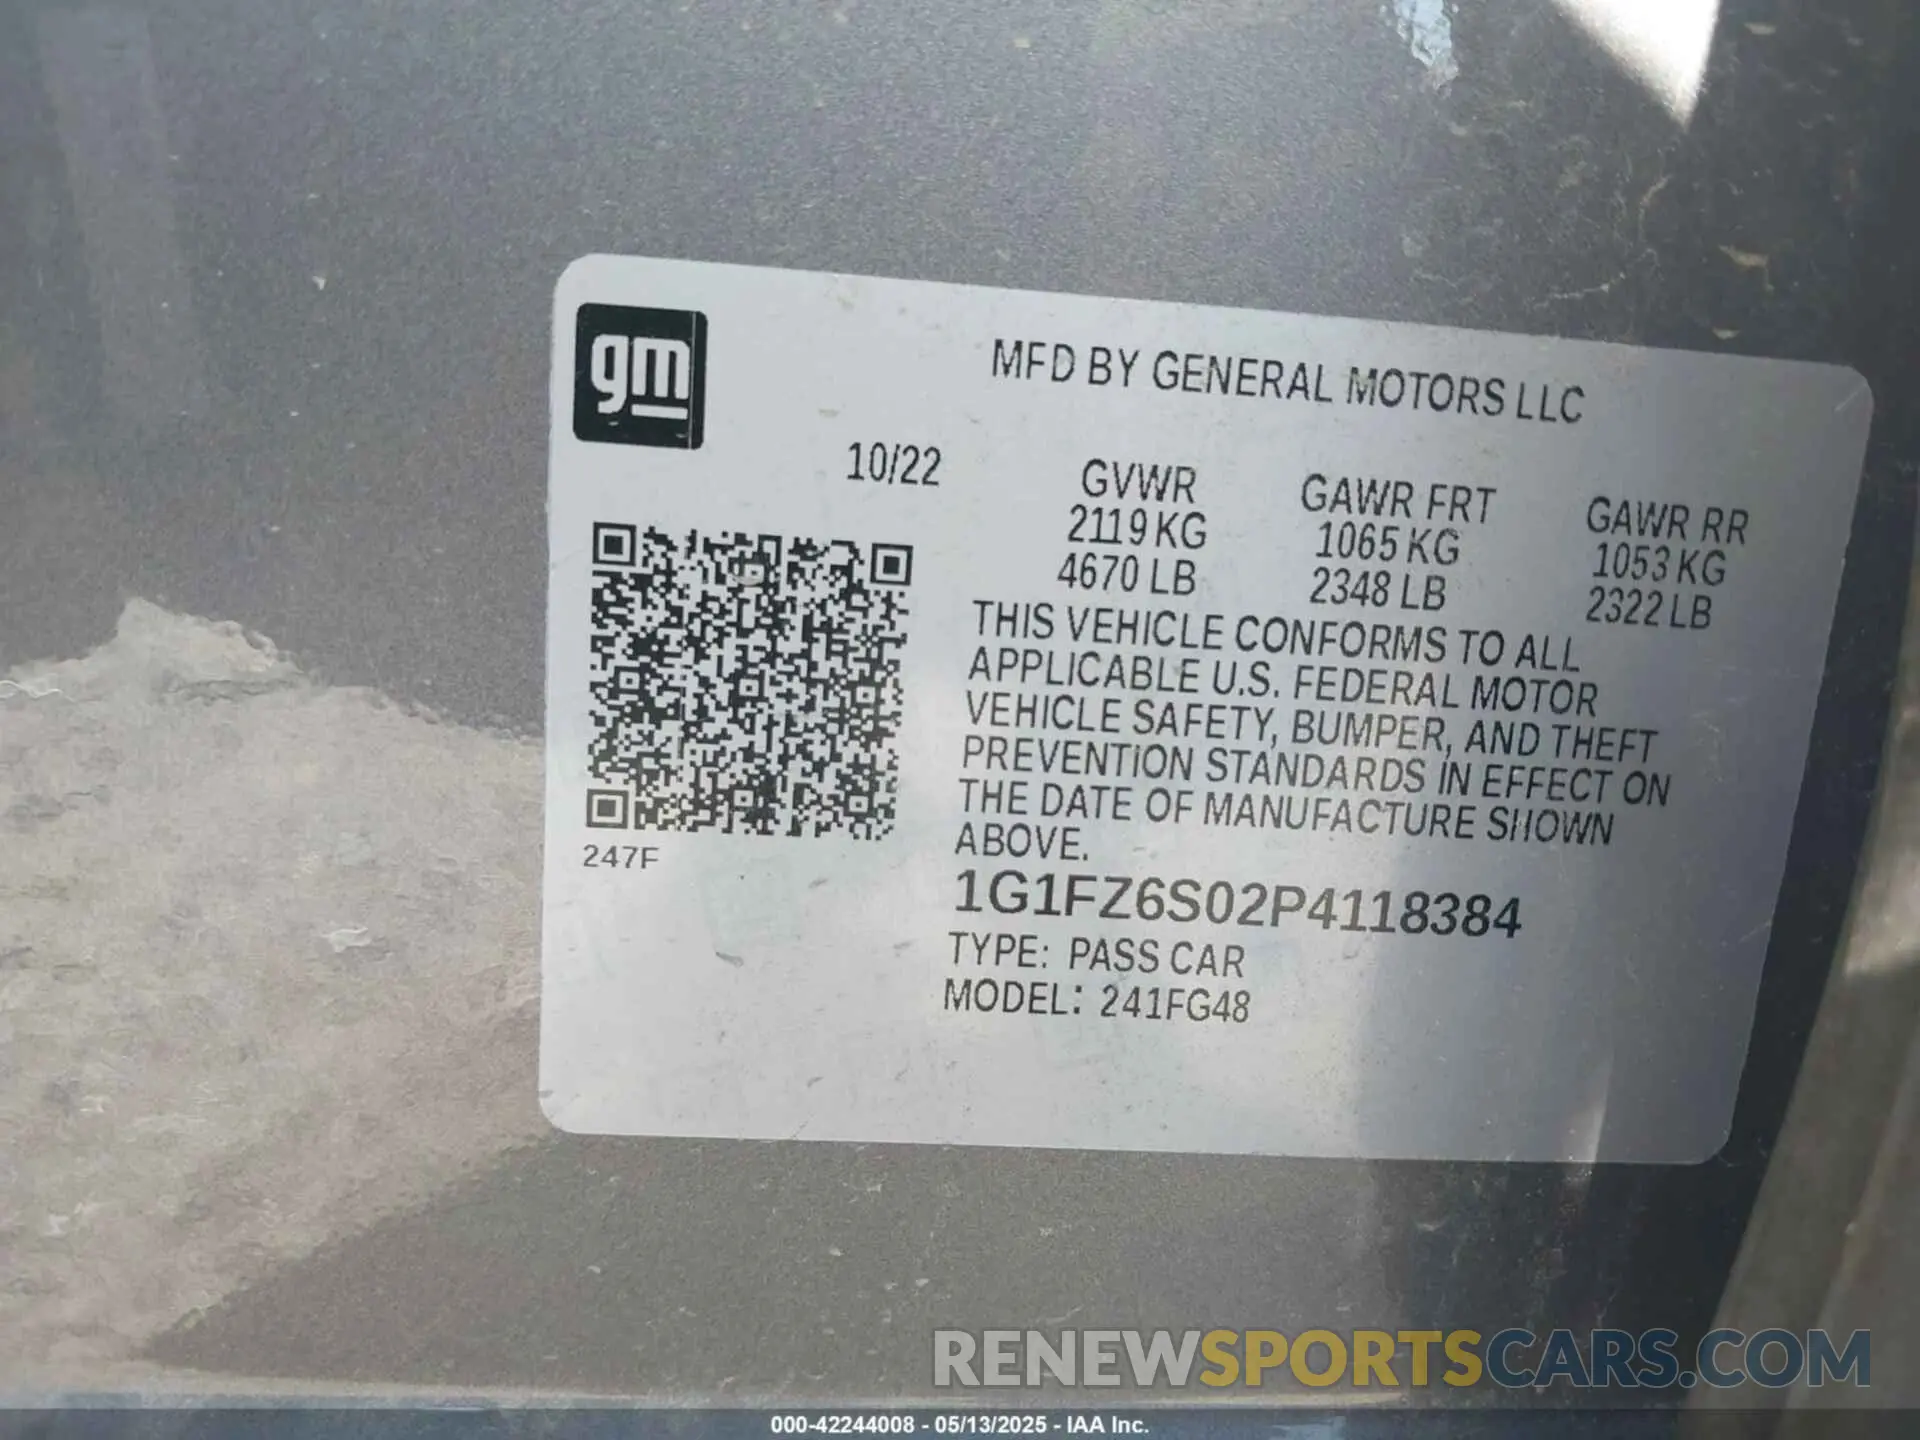 gm
MFD BY GENERAL MOTORS LLC
10/22
GVWR GAWR FRT GAWR RR
2119 KG 1065 KG 1053 KG
4670 LB 2348 LB 2322 LB
THIS VEHICLE CONFORMS TO ALL
APPLICABLE U.S. FEDERAL MOTOR
VEHICLE SAFETY, BUMPER, AND THEFT
PREVENTION STANDARDS IN EFFECT ON
THE DATE OF MANUFACTURE SHOWN
ABOVE.
247F
1G1FZ6S02P4118384
TYPE: PASS CAR
MODEL: 241FG48
RENEWSPORTSCARS.COM
000-42244008 - 05/13/2025 - IAA Inc.